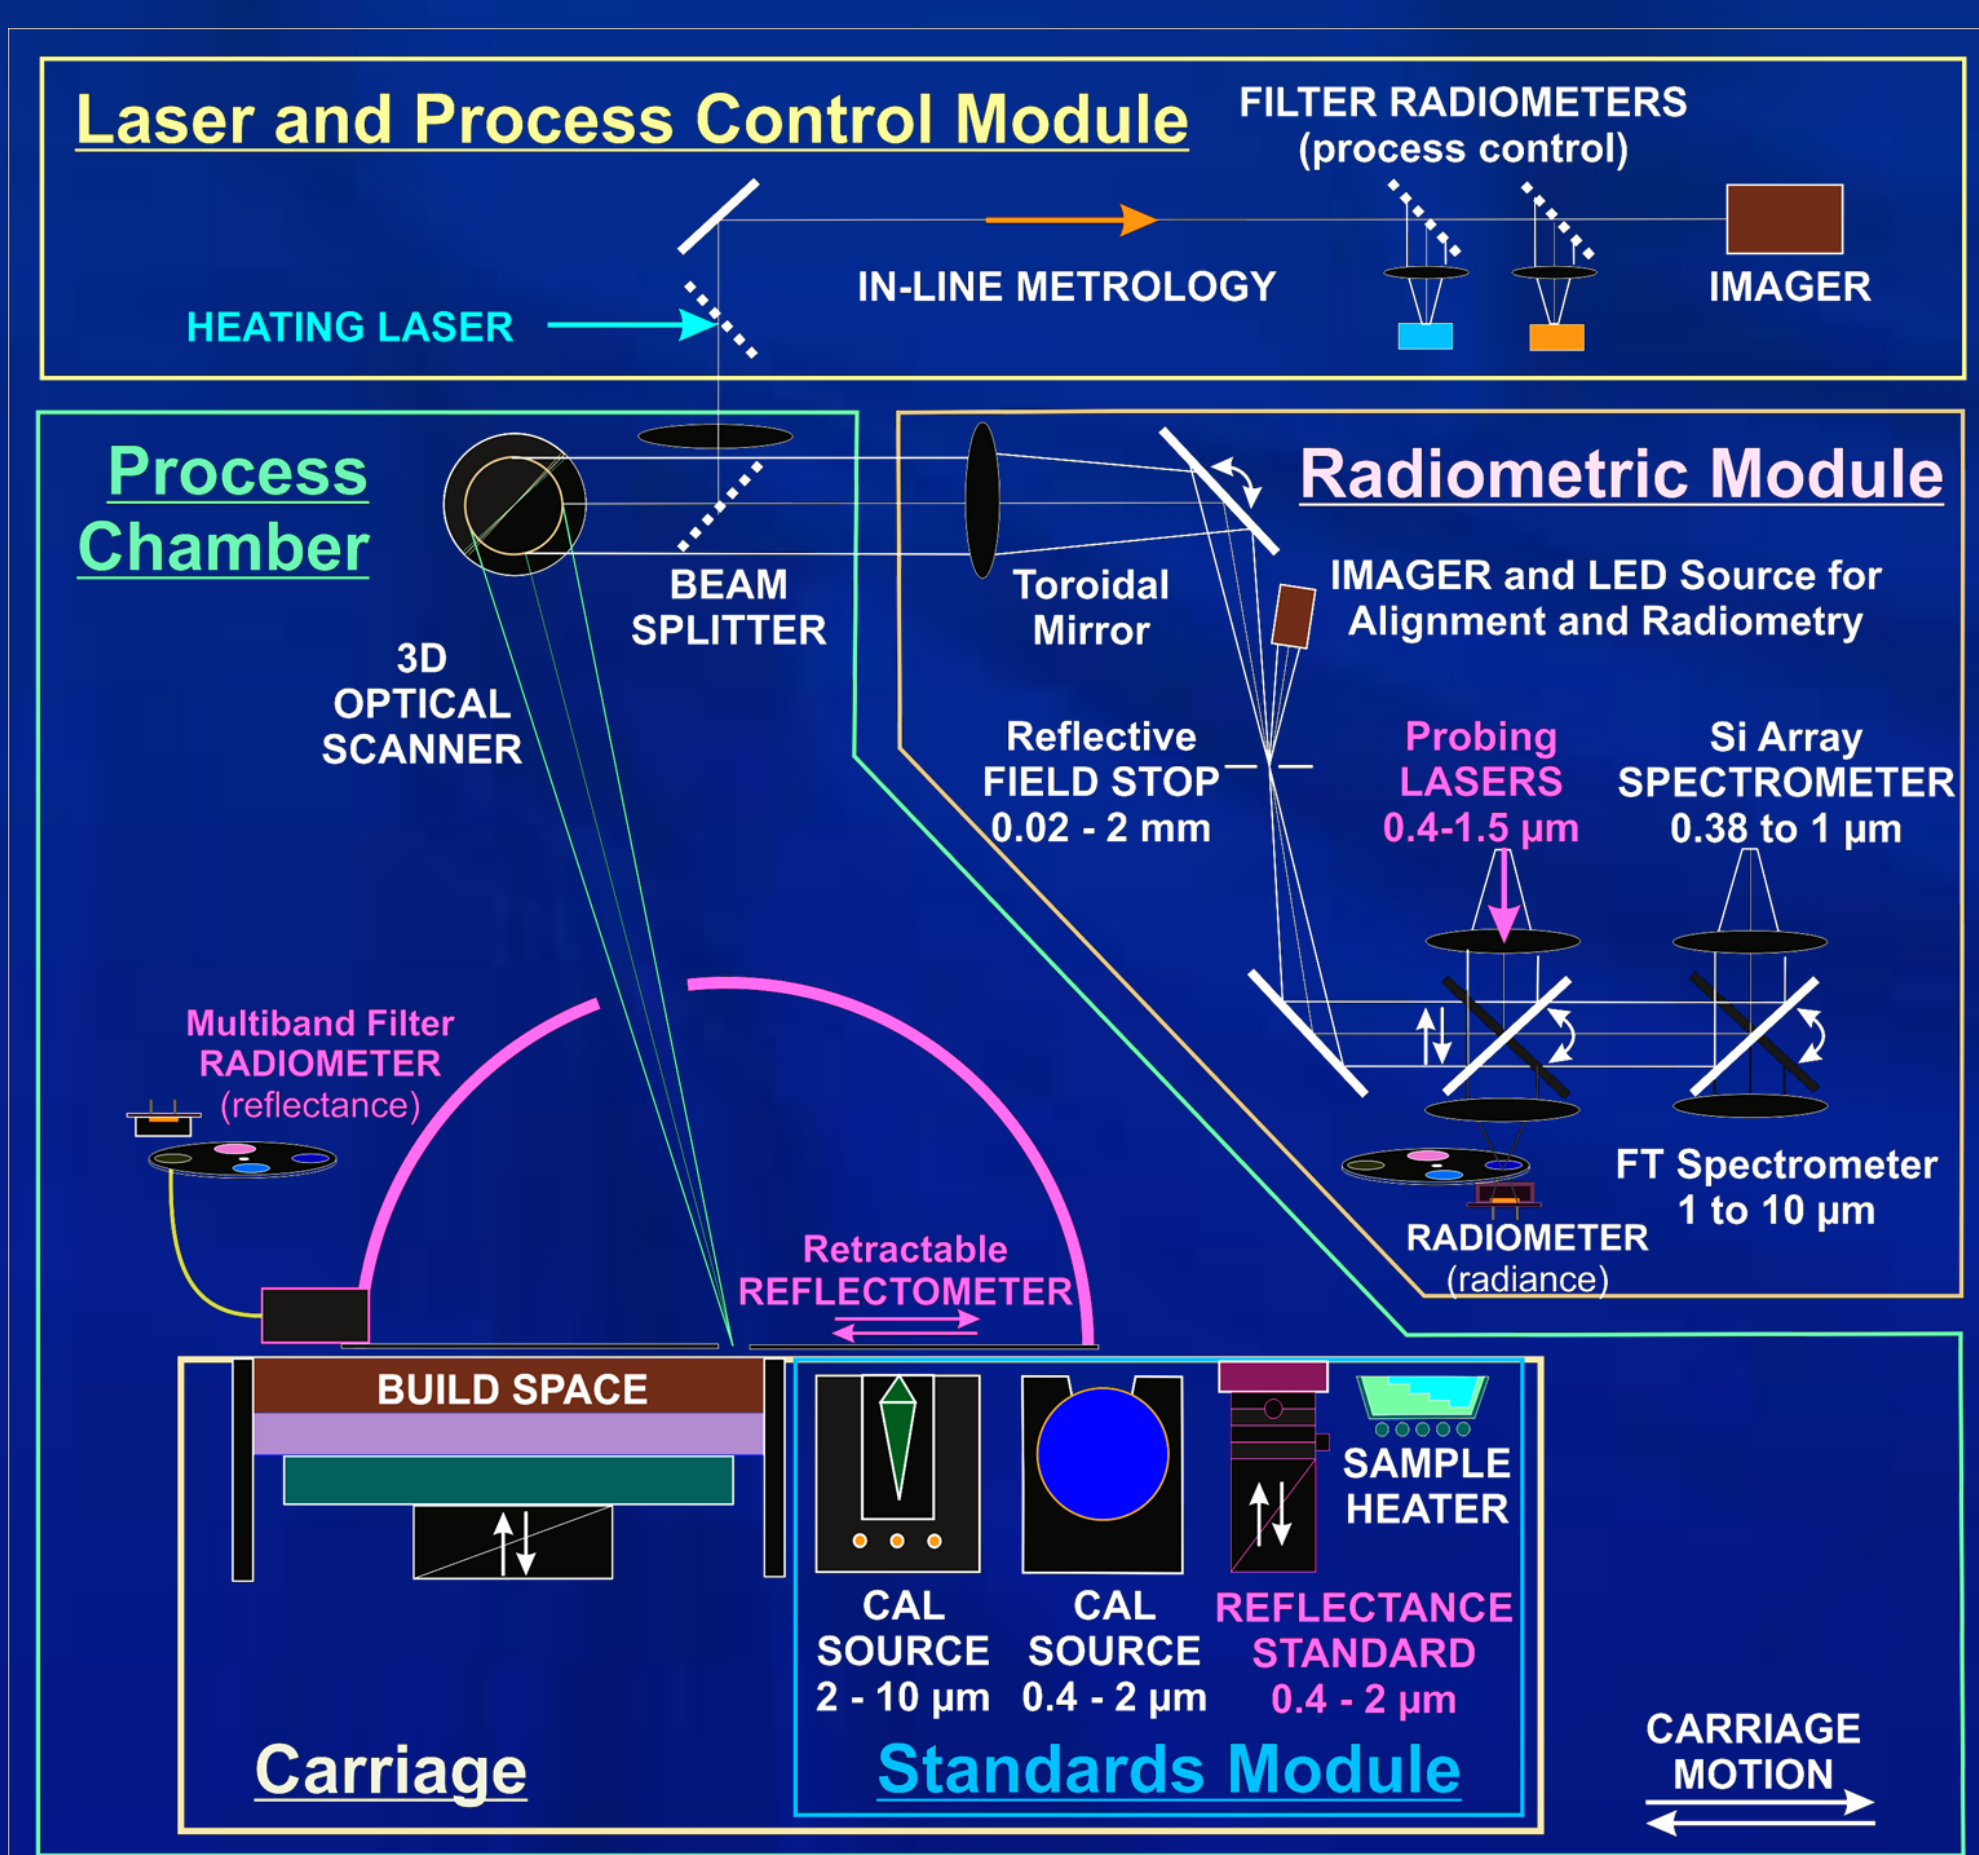 Laser and Process Control Module
FILTER RADIOMETERS
(process control)
IN-LINE METROLOGY
IMAGER
HEATING LASER
Process
Chamber
BEAM
SPLITTER
3D
OPTICAL
SCANNER
Radiometric Module
Toroidal
Mirror
IMAGER and LED Source for
Alignment and Radiometry
Reflective
FIELD STOP
0.02 - 2 mm
Probing
LASERS
0.4-1.5 µm
Si Array
SPECTROMETER
0.38 to 1 µm
FT Spectrometer
1 to 10 µm
RADIOMETER
(radiance)
Multiband Filter
RADIOMETER
(reflectance)
Retractable
REFLECTOMETER
BUILD SPACE
SAMPLE
HEATER
CAL
SOURCE
2 - 10 µm
CAL
SOURCE
0.4 - 2 µm
REFLECTANCE
STANDARD
0.4 - 2 µm
Carriage
Standards Module
CARRIAGE
MOTION